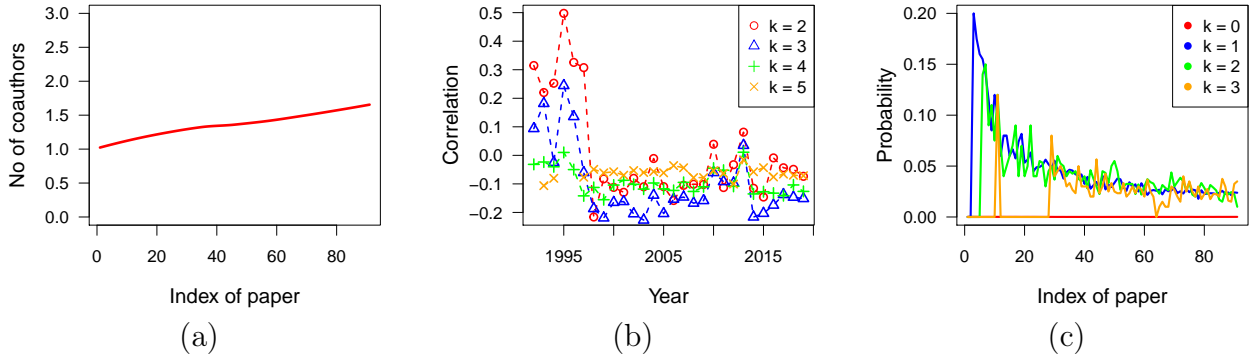 3.0
2.5
2.0
1.5
1.0
0.5
0.0
No of coauthors
0
20
40
60
80
Index of paper
(a)
0.5
0.4
0.3
0.2
0.1
0.0
−0.1
−0.2
Correlation
k = 2
k = 3
k = 4
k = 5
1995
2005
2015
Year
(b)
0.20
0.15
0.10
0.05
0.00
Probability
k = 0
k = 1
k = 2
k = 3
0
20
40
60
80
Index of paper
(c)